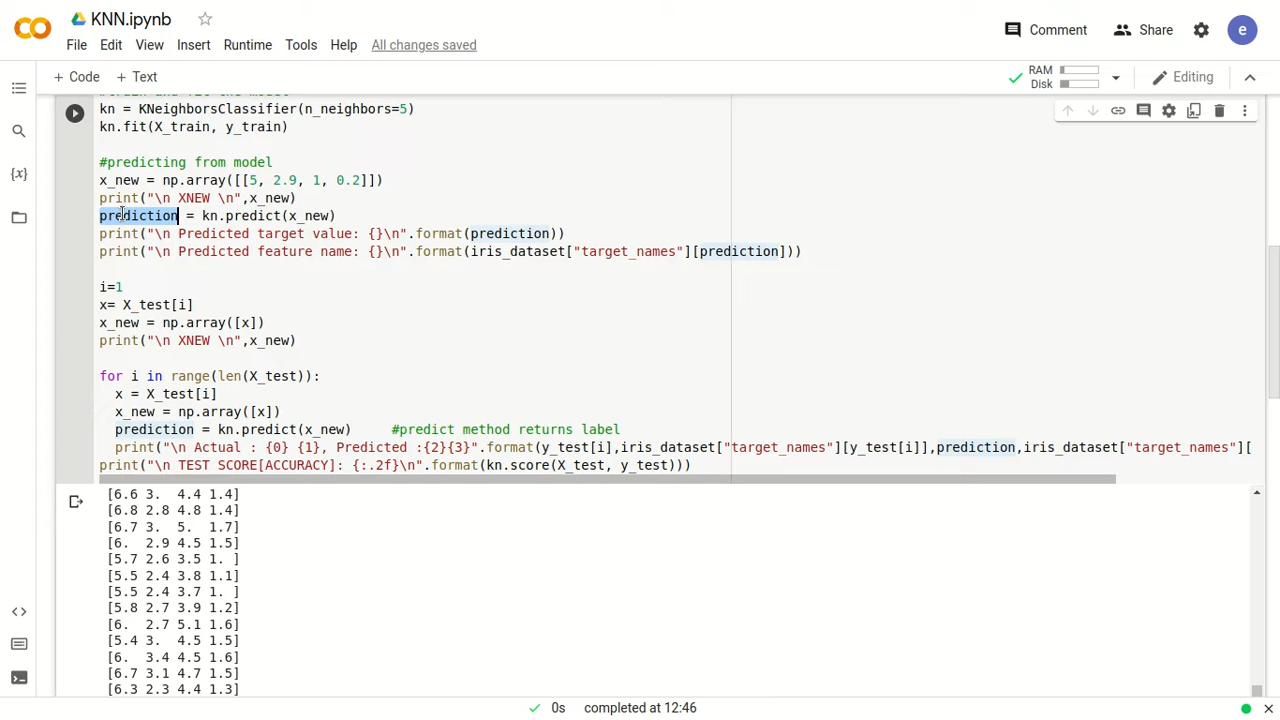 KNN.ipynb
File Edit View Insert Runtime Tools Help All changes saved
Comment Share e
+ Code + Text
RAM
Disk
Editing
kn = KNeighborsClassifier(n_neighbors=5)
kn.fit(X_train, y_train)
#predicting from model
x_new = np.array([[5, 2.9, 1, 0.2]])
print("\n XNEW \n",x_new)
prediction = kn.predict(x_new)
print("\n Predicted target value: {}\n".format(prediction))
print("\n Predicted feature name: {}\n".format(iris_dataset["target_names"][prediction]))
i=1
x= X_test[i]
x_new = np.array([x])
print("\n XNEW \n",x_new)
for i in range(len(X_test)):
x = X_test[i]
x_new = np.array([x])
prediction = kn.predict(x_new) #predict method returns label
print("\n Actual : {0} {1}, Predicted :{2}{3}".format(y_test[i],iris_dataset["target_names"][y_test[i]],prediction,iris_dataset["target_names"][
print("\n TEST SCORE[ACCURACY]: {:.2f}\n".format(kn.score(X_test, y_test)))
[6.6 3. 4.4 1.4]
[6.8 2.8 4.8 1.4]
[6.7 3. 5. 1.7]
[6. 2.9 4.5 1.5]
[5.7 2.6 3.5 1. ]
[5.5 2.4 3.8 1.1]
[5.5 2.4 3.7 1. ]
[5.8 2.7 3.9 1.2]
[6. 2.7 5.1 1.6]
[5.4 3. 4.5 1.5]
[6. 3.4 4.5 1.6]
[6.7 3.1 4.7 1.5]
[6.3 2.3 4.4 1.3]
0s completed at 12:46